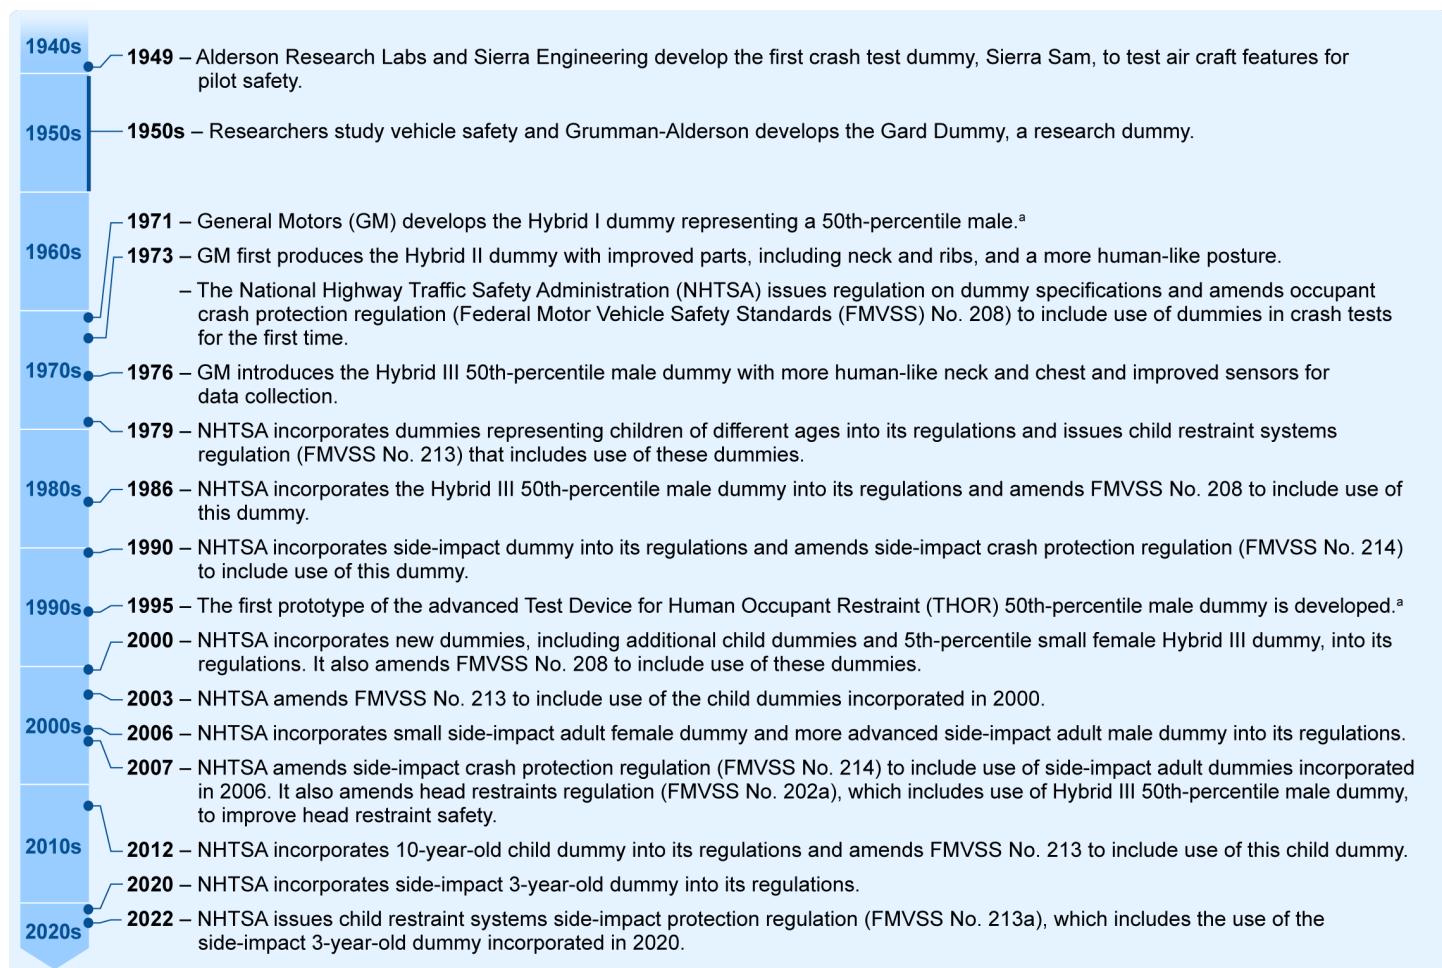 1940s
1949 – Alderson Research Labs and Sierra Engineering develop the first crash test dummy, Sierra Sam, to test air craft features for
pilot safety.
1950s
1950s – Researchers study vehicle safety and Grumman-Alderson develops the Gard Dummy, a research dummy.
1960s
1971 – General Motors (GM) develops the Hybrid I dummy representing a 50th-percentile male.ª
1973 – GM first produces the Hybrid II dummy with improved parts, including neck and ribs, and a more human-like posture.
– The National Highway Traffic Safety Administration (NHTSA) issues regulation on dummy specifications and amends occupant
crash protection regulation (Federal Motor Vehicle Safety Standards (FMVSS) No. 208) to include use of dummies in crash tests
for the first time.
1970s
1976 – GM introduces the Hybrid III 50th-percentile male dummy with more human-like neck and chest and improved sensors for
data collection.
1979 – NHTSA incorporates dummies representing children of different ages into its regulations and issues child restraint systems
regulation (FMVSS No. 213) that includes use of these dummies.
1980s
1986 – NHTSA incorporates the Hybrid III 50th-percentile male dummy into its regulations and amends FMVSS No. 208 to include use of
this dummy.
1990 – NHTSA incorporates side-impact dummy into its regulations and amends side-impact crash protection regulation (FMVSS No. 214)
to include use of this dummy.
1990s
1995 – The first prototype of the advanced Test Device for Human Occupant Restraint (THOR) 50th-percentile male dummy is developed.ª
2000 – NHTSA incorporates new dummies, including additional child dummies and 5th-percentile small female Hybrid III dummy, into its
regulations. It also amends FMVSS No. 208 to include use of these dummies.
2003 – NHTSA amends FMVSS No. 213 to include use of the child dummies incorporated in 2000.
2000s
2006 – NHTSA incorporates small side-impact adult female dummy and more advanced side-impact adult male dummy into its regulations.
2007 – NHTSA amends side-impact crash protection regulation (FMVSS No. 214) to include use of side-impact adult dummies incorporated
in 2006. It also amends head restraints regulation (FMVSS No. 202a), which includes use of Hybrid III 50th-percentile male dummy,
to improve head restraint safety.
2010s
2012 – NHTSA incorporates 10-year-old child dummy into its regulations and amends FMVSS No. 213 to include use of this child dummy.
2020 – NHTSA incorporates side-impact 3-year-old dummy into its regulations.
2020s
2022 – NHTSA issues child restraint systems side-impact protection regulation (FMVSS No. 213a), which includes the use of the
side-impact 3-year-old dummy incorporated in 2020.